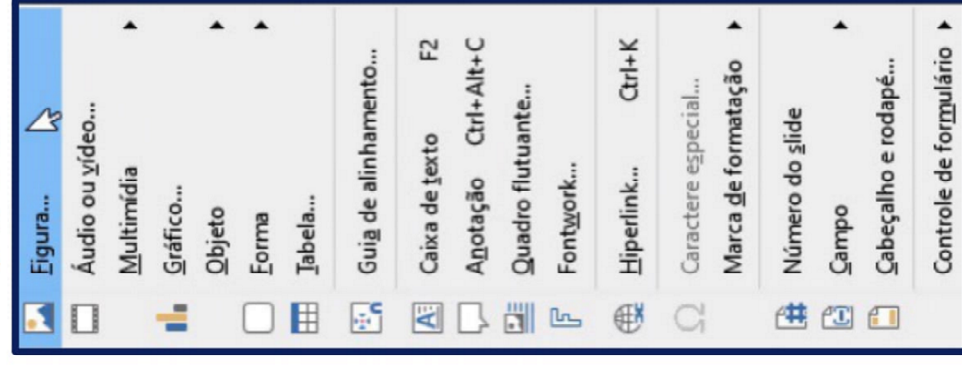 Figura...
Áudio ou vídeo...
Multimídia
Gráfico...
Objeto
Forma
Tabela...
Guia de alinhamento...
Caixa de texto F2
Anotação Ctrl+Alt+C
Quadro flutuante...
Fontwork...
Hiperlink... Ctrl+K
Caractere especial...
Marca de formatação
Número do slide
Campo
Cabeçalho e rodapé...
Controle de formulário